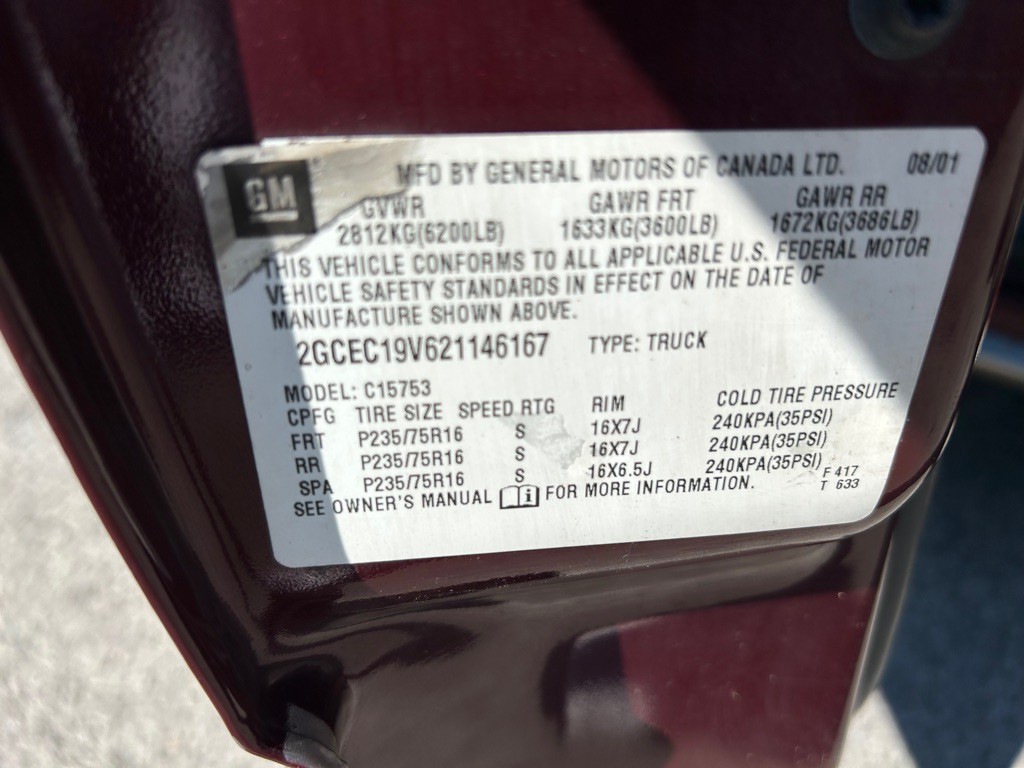 GM
MFD BY GENERAL MOTORS OF CANADA LTD. 08/01
GVWR GAWR FRT GAWR RR
2812KG(6200LB) 1633KG(3600LB) 1672KG(3686LB)
THIS VEHICLE CONFORMS TO ALL APPLICABLE U.S. FEDERAL MOTOR
VEHICLE SAFETY STANDARDS IN EFFECT ON THE DATE OF
MANUFACTURE SHOWN ABOVE.
2GCEC19V621146167 TYPE: TRUCK
MODEL: C15753
CPFG TIRE SIZE SPEED RTG RIM COLD TIRE PRESSURE
FRT P235/75R16 S 16X7J 240KPA(35PSI)
RR P235/75R16 S 16X7J 240KPA(35PSI)
SPA P235/75R16 S 16X6.5J 240KPA(35PSI)
SEE OWNER'S MANUAL i FOR MORE INFORMATION.
F 417
T 633